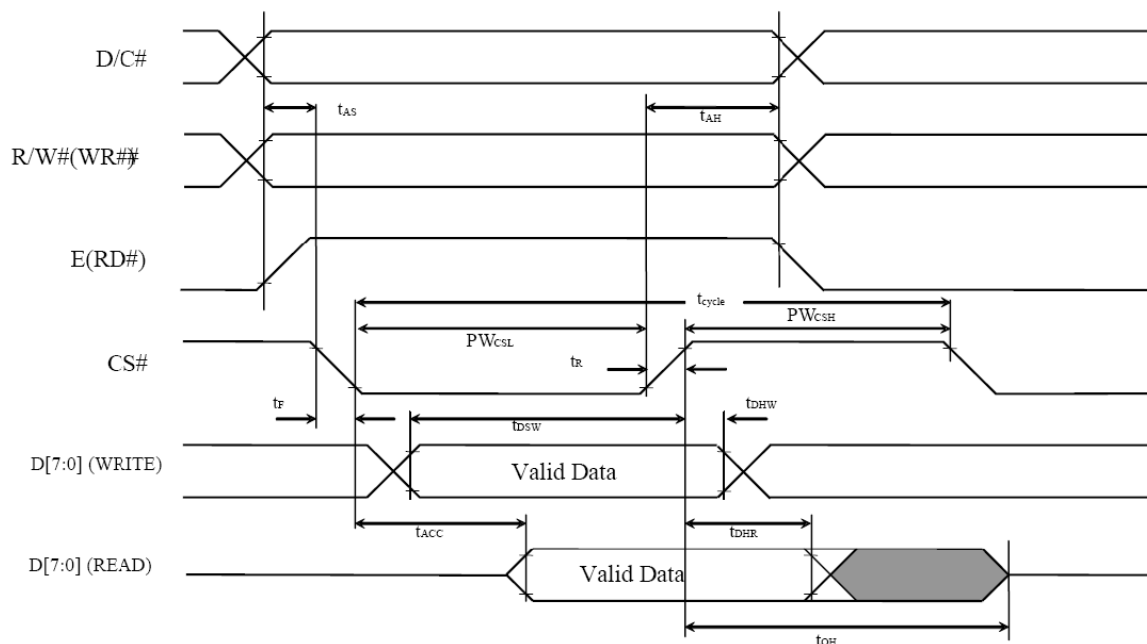 D/C#
tAS
tAH
R/W#(WR##)
E(RD#)
tcycle
PWCSL
PWCSH
CS#
tR
tF
tDSW
tDHW
D[7:0] (WRITE)
Valid Data
tACC
tDHR
D[7:0] (READ)
Valid Data
tOH